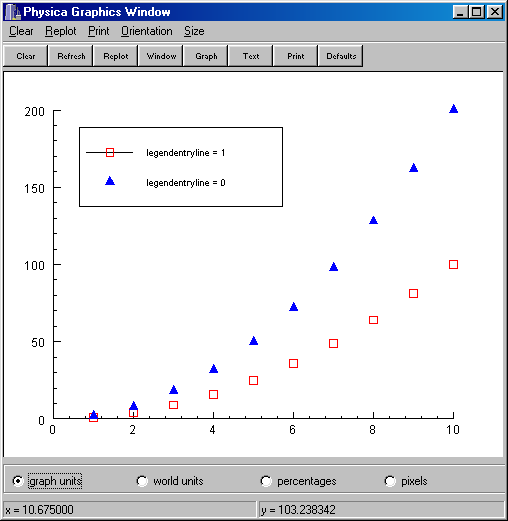 Physica Graphics Window
Clear Replot Print Orientation Size
Clear Refresh Replot Window Graph Text Print Defaults
200
legendentryline = 1
legendentryline = 0
150
100
50
0
0 2 4 6 8 10
graph units world units percentages pixels
x = 10.675000 y = 103.238342